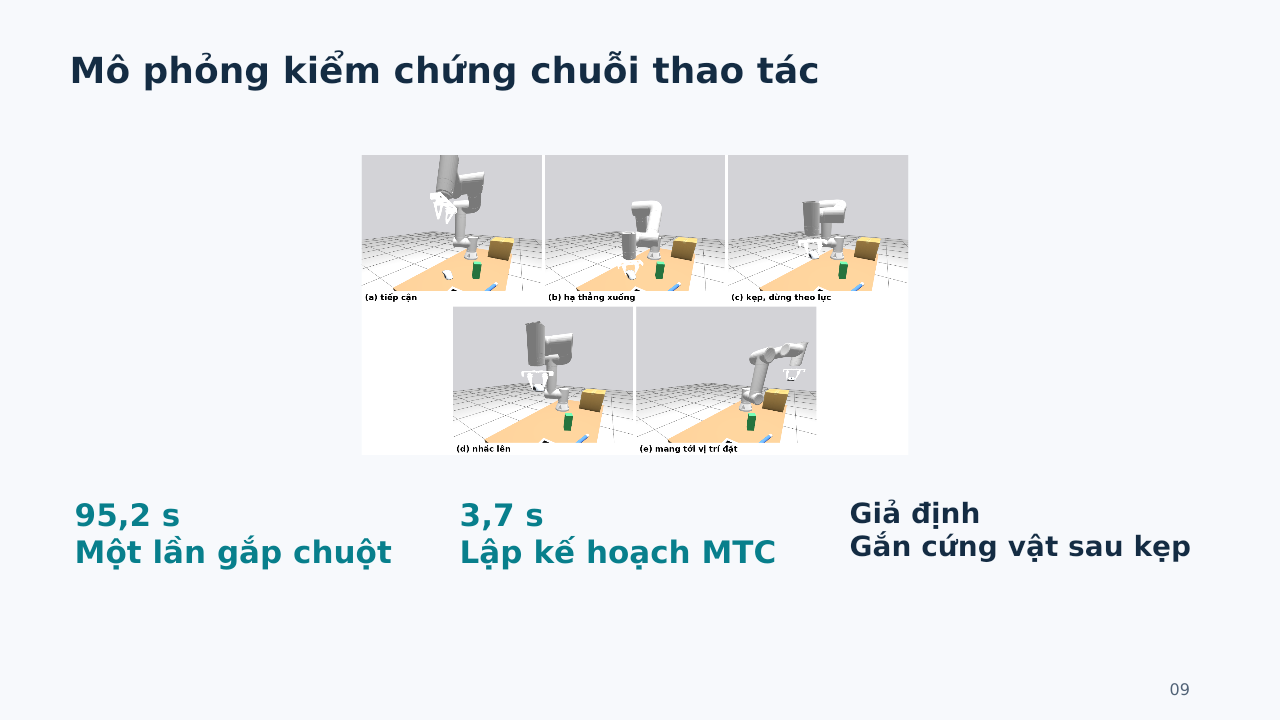 Mô phỏng kiểm chứng chuỗi thao tác
(a) tiếp cận
(b) hạ thẳng xuống
(c) kẹp, dừng theo lực
(d) nhấc lên
(e) mang tới vị trí đặt
95,2 s
Một lần gắp chuột
3,7 s
Lập kế hoạch MTC
Giả định
Gắn cứng vật sau kẹp
09